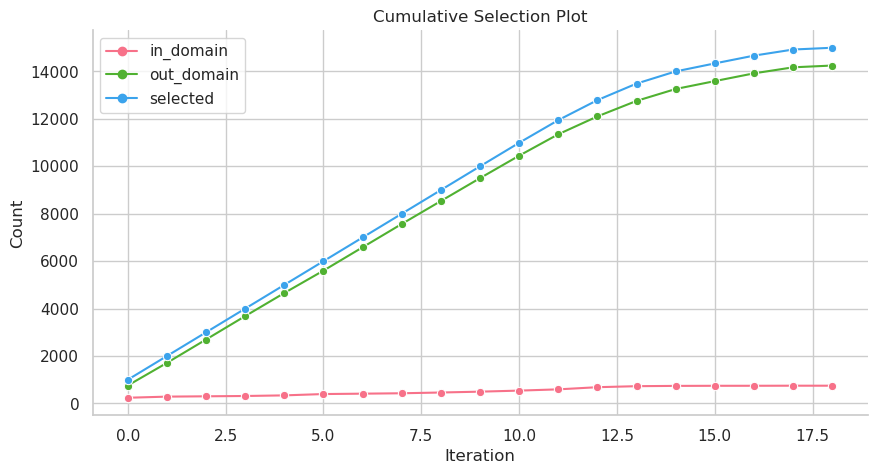 Cumulative Selection Plot
in_domain
out_domain
selected
14000
12000
10000
8000
6000
4000
2000
0
Count
0.0 2.5 5.0 7.5 10.0 12.5 15.0 17.5
Iteration